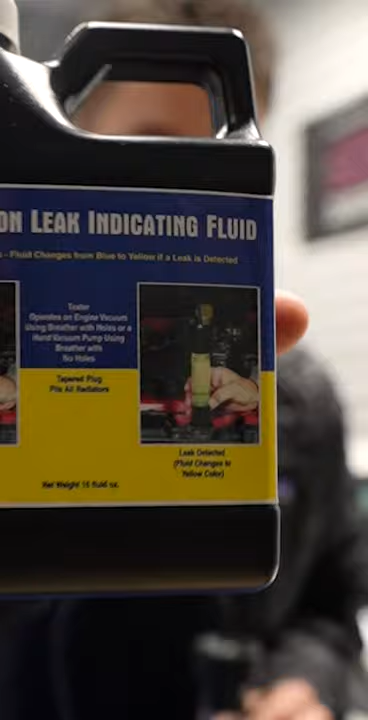 ON LEAK INDICATING FLUID
- Fluid Changes from Blue to Yellow if a Leak is Detected
Tester
Operates on Engine Vacuum
Using Breather with Holes or a
Hand Vacuum Pump Using
Breather with
No Holes
Tapered Plug
Fits All Radiators
Leak Detected
(Fluid Changes to
Yellow Color)
Net Weight 16 fluid oz.